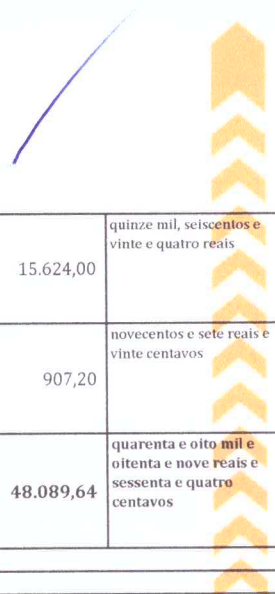 15.624,00
quinze mil, seiscentos e
vinte e quatro reais
907,20
novecentos e sete reais e
vinte centavos
48.089,64
quarenta e oito mil e
oitenta e nove reais e
sessenta e quatro
centavos